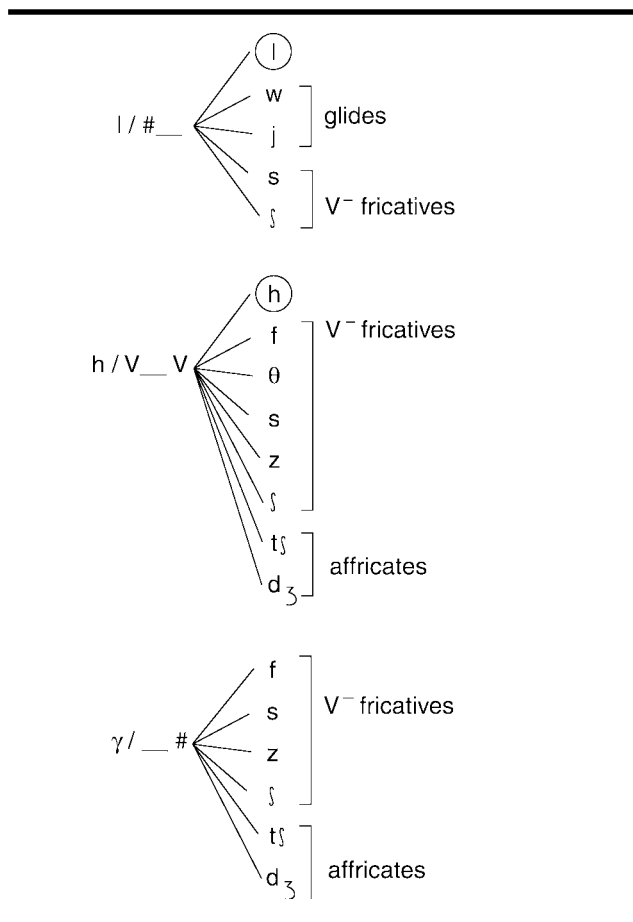 l
w
glides
l / #__
j
s
V⁻ fricatives
ʃ
h
f
V⁻ fricatives
h / V__ V
θ
s
z
ʃ
tʃ
affricates
dʒ
f
V⁻ fricatives
s
γ / __ #
z
ʃ
tʃ
affricates
dʒ